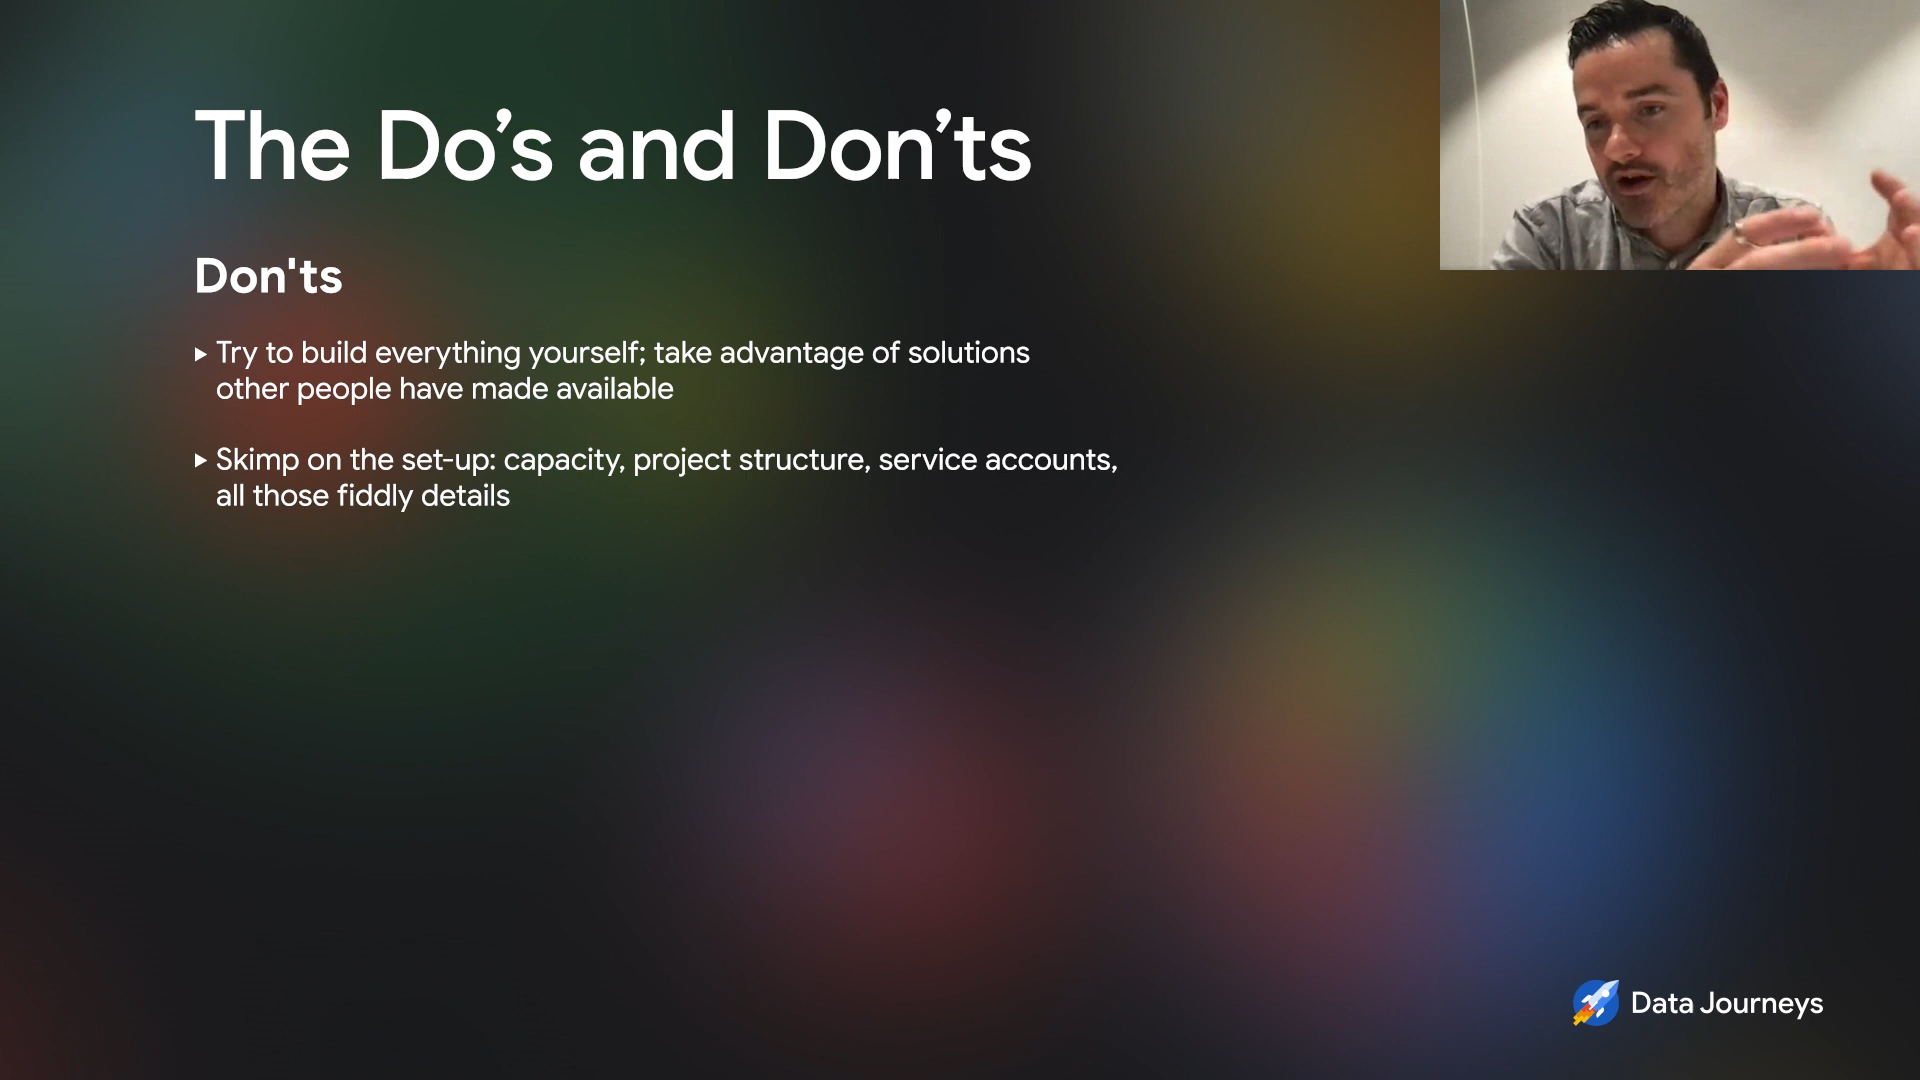 The Do’s and Don’ts
Don'ts
▸ Try to build everything yourself; take advantage of solutions
other people have made available
▸ Skimp on the set-up: capacity, project structure, service accounts,
all those fiddly details
Data Journeys